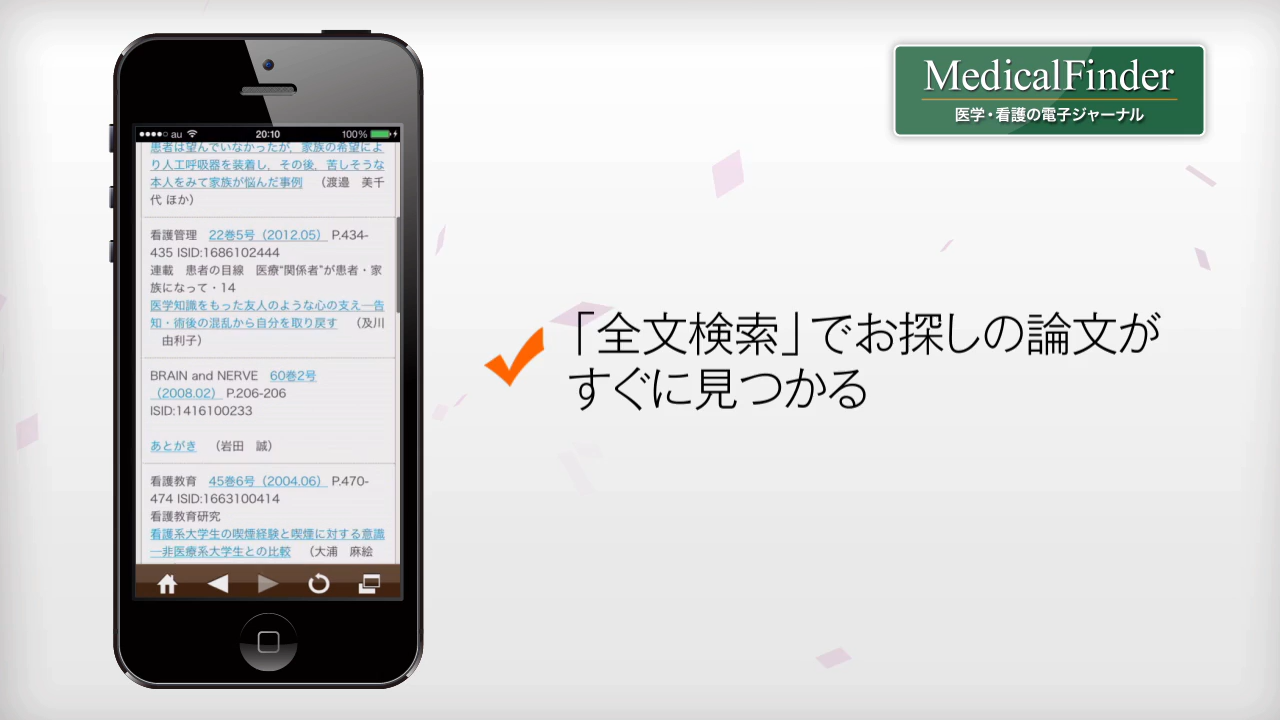 MedicalFinder
医学・看護の電子ジャーナル
●●●●○ au 20:10 100%
患者は望んでいなかったが，家族の希望によ
り人工呼吸器を装着し，その後，苦しそうな
本人をみて家族が悩んだ事例　（渡邉　美千
代 ほか）
看護管理　22巻5号（2012.05） P.434-
435 ISID:1686102444
連載　患者の目線　医療“関係者”が患者・家
族になって・14
医学知識をもった友人のような心の支え―告
知・術後の混乱から自分を取り戻す　（及川
由利子）
BRAIN and NERVE　60巻2号
（2008.02） P.206-206
ISID:1416100233
あとがき　（岩田　誠）
看護教育　45巻6号（2004.06） P.470-
474 ISID:1663100414
看護教育研究
看護系大学生の喫煙経験と喫煙に対する意識
―非医療系大学生との比較　（大浦　麻絵
「全文検索」でお探しの論文が
すぐに見つかる